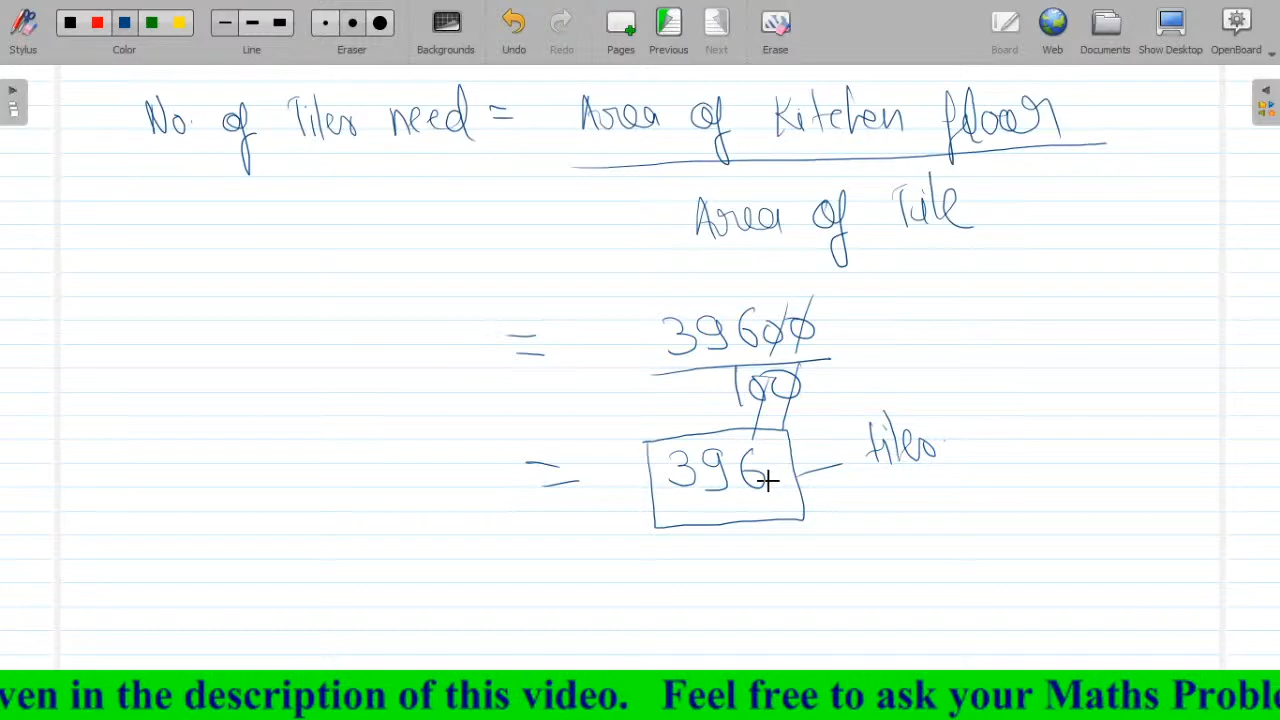 Stylus Color Line Eraser Backgrounds Undo Redo Pages Previous Next Erase Board Web Documents Show Desktop OpenBoard
No. of Tiles need = Area of Kitchen floor
Area of Tile
= 39600
100
= 396 tiles
ven in the description of this video. Feel free to ask your Maths Proble